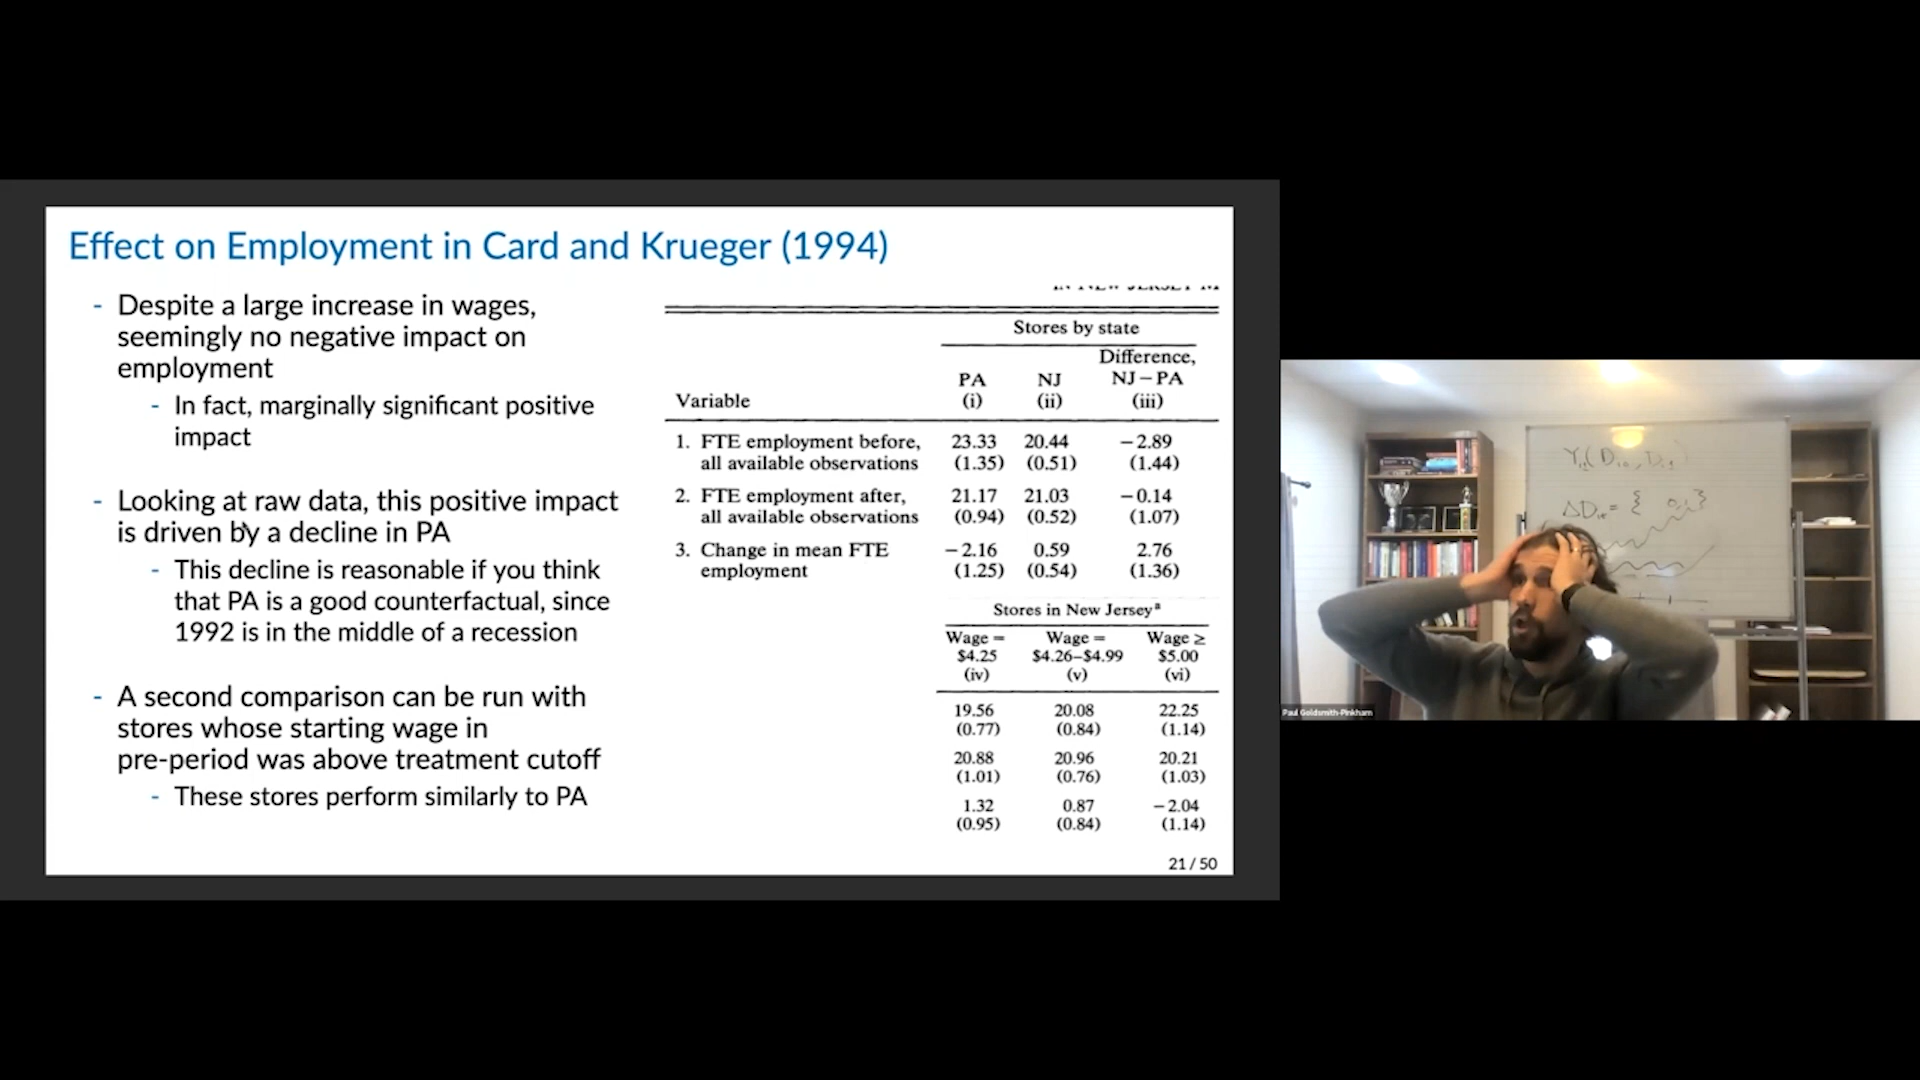 Effect on Employment in Card and Krueger (1994)
- Despite a large increase in wages,
seemingly no negative impact on
employment
- In fact, marginally significant positive
impact
- Looking at raw data, this positive impact
is driven by a decline in PA
- This decline is reasonable if you think
that PA is a good counterfactual, since
1992 is in the middle of a recession
- A second comparison can be run with
stores whose starting wage in
pre-period was above treatment cutoff
- These stores perform similarly to PA
Stores by state
Difference,
PA NJ NJ – PA
Variable (i) (ii) (iii)
1. FTE employment before, 23.33 20.44 −2.89
all available observations (1.35) (0.51) (1.44)
2. FTE employment after, 21.17 21.03 −0.14
all available observations (0.94) (0.52) (1.07)
3. Change in mean FTE −2.16 0.59 2.76
employment (1.25) (0.54) (1.36)
Stores in New Jersey a
Wage = Wage = Wage ≥
$4.25 $4.26–$4.99 $5.00
(iv) (v) (vi)
19.56 20.08 22.25
(0.77) (0.84) (1.14)
20.88 20.96 20.21
(1.01) (0.76) (1.03)
1.32 0.87 −2.04
(0.95) (0.84) (1.14)
21 / 50
Paul Goldsmith-Pinkham